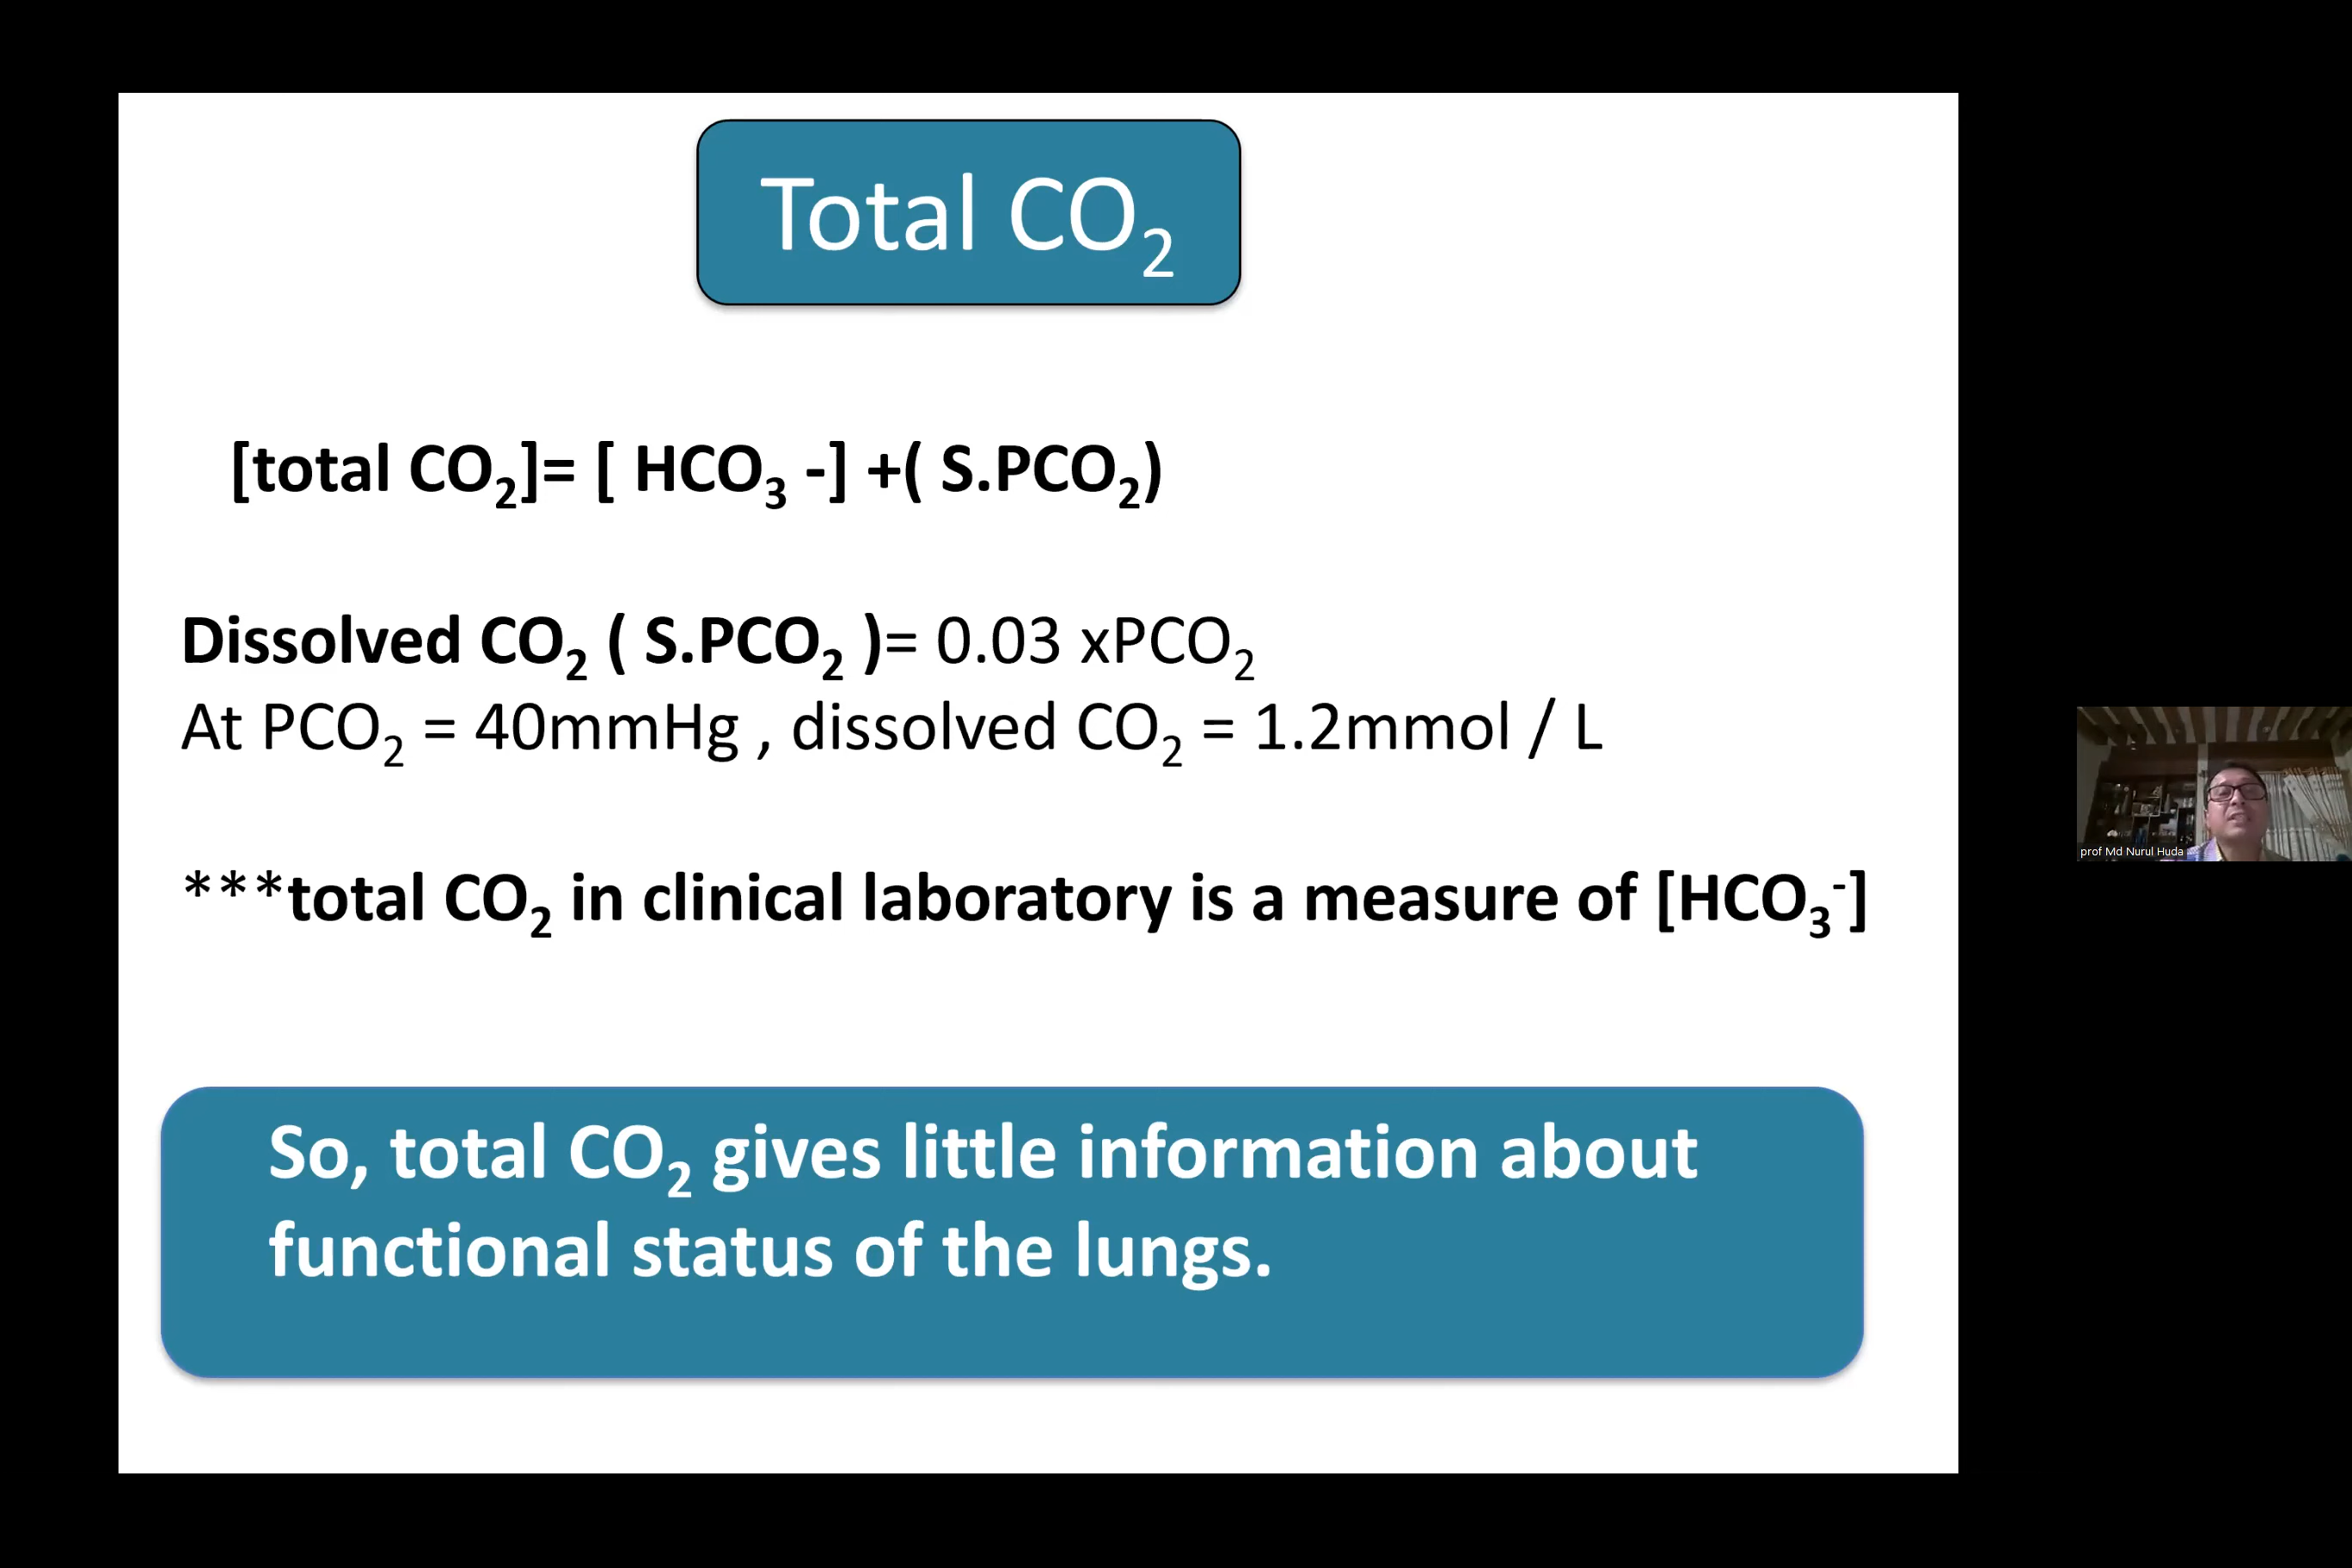 Total CO₂
[total CO₂]= [ HCO₃ -] +( S.PCO₂)
Dissolved CO₂ ( S.PCO₂ )= 0.03 xPCO₂
At PCO₂ = 40mmHg , dissolved CO₂ = 1.2mmol / L
***total CO₂ in clinical laboratory is a measure of [HCO₃⁻]
So, total CO₂ gives little information about
functional status of the lungs.
prof Md Nurul Huda